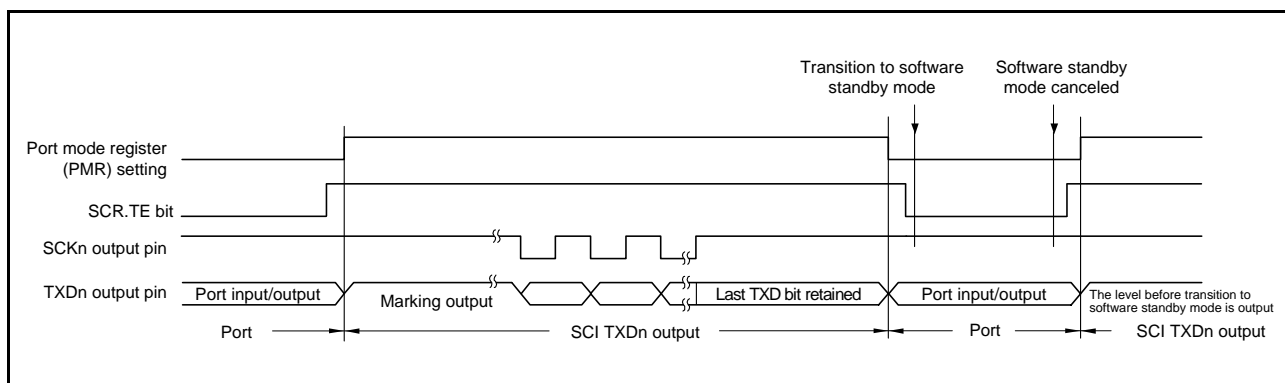 Transition to software
standby mode
Software standby
mode canceled
Port mode register
(PMR) setting
SCR.TE bit
SCKn output pin
TXDn output pin
Port input/output
Marking output
Last TXD bit retained
Port input/output
The level before transition to
software standby mode is output
Port
SCI TXDn output
Port
SCI TXDn output